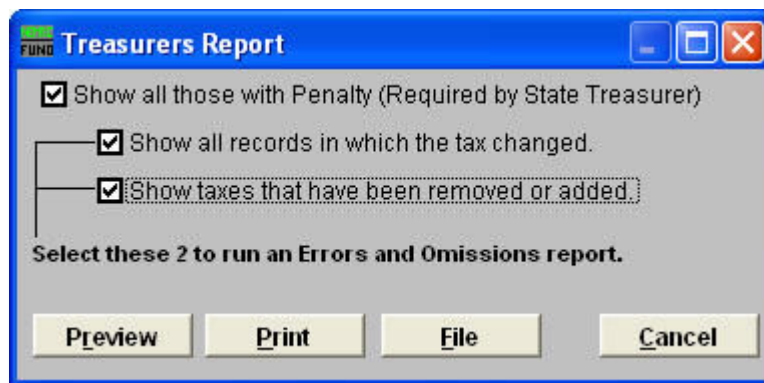 FUND Treasurers Report
Show all those with Penalty (Required by State Treasurer)
Show all records in which the tax changed.
Show taxes that have been removed or added.
Select these 2 to run an Errors and Omissions report.
Preview Print File Cancel